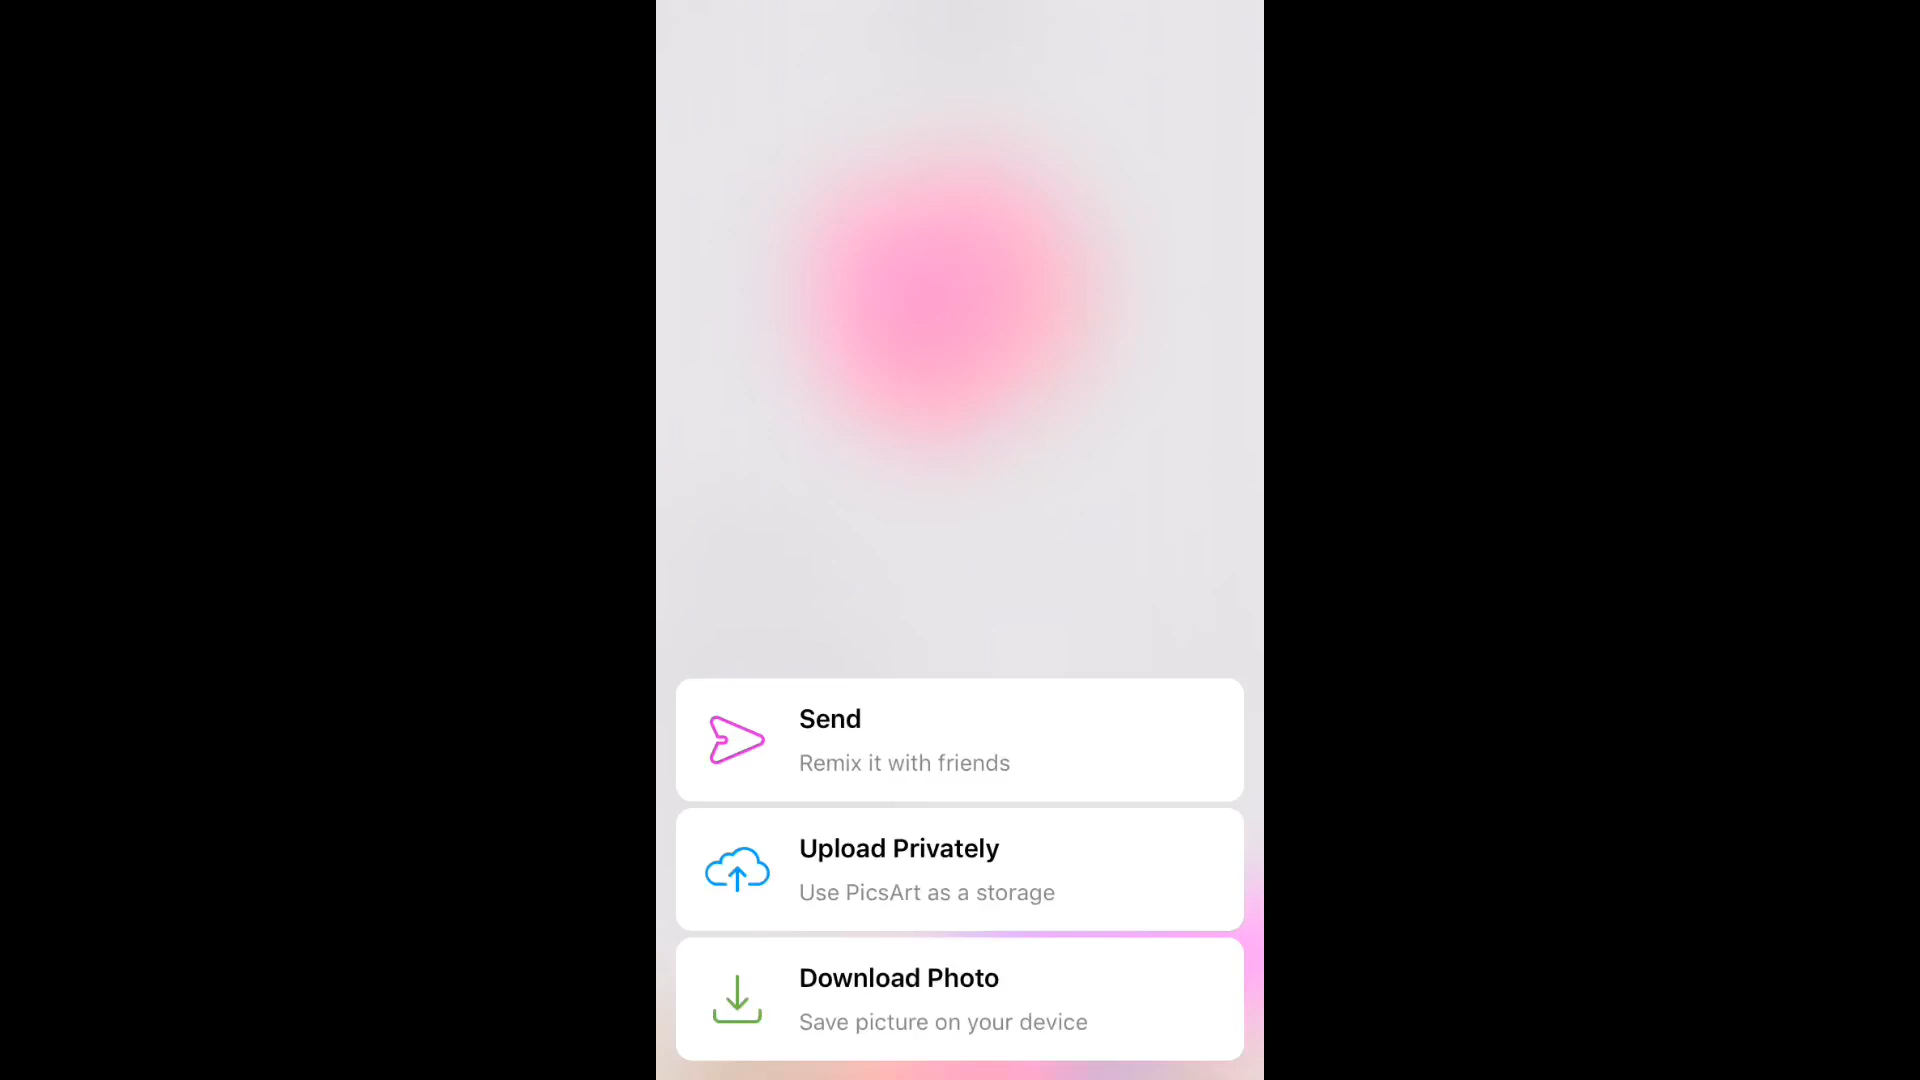 Send
Remix it with friends
Upload Privately
Use PicsArt as a storage
Download Photo
Save picture on your device